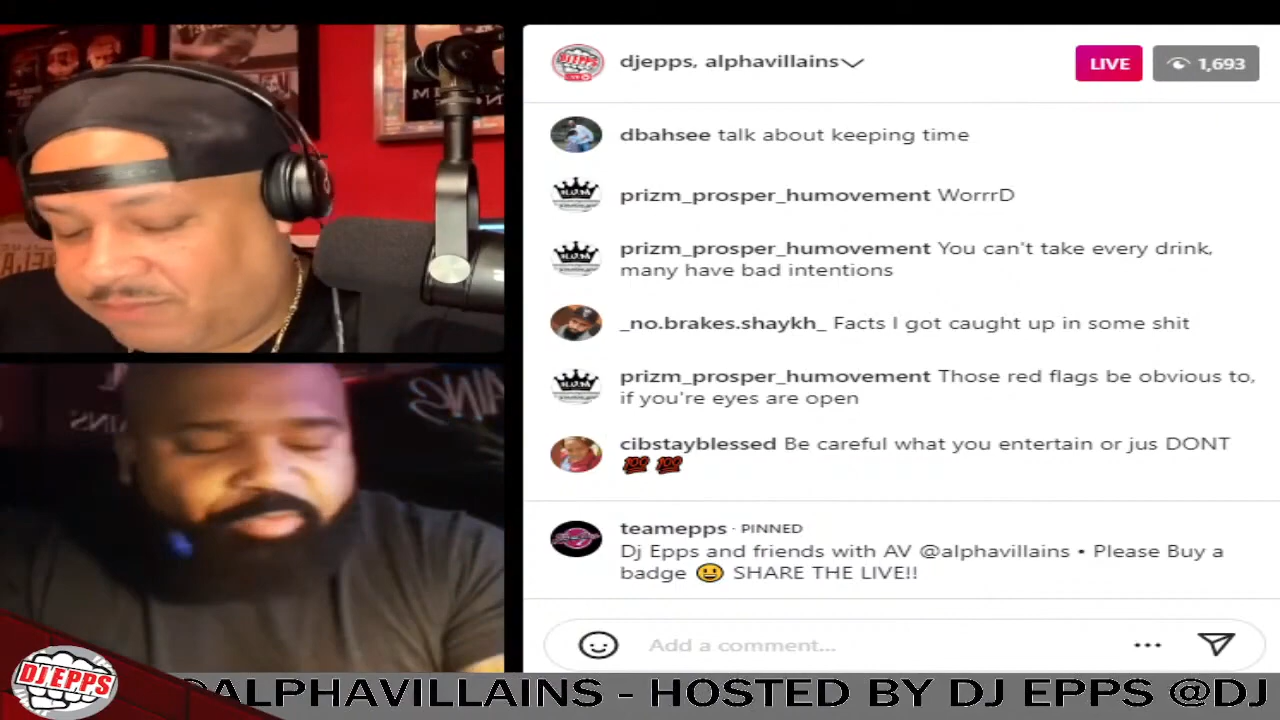 djepps, alphavillains
LIVE
1,693
dbahsee talk about keeping time
prizm_prosper_humovement WorrrD
prizm_prosper_humovement You can't take every drink,
many have bad intentions
_no.brakes.shaykh_ Facts I got caught up in some shit
prizm_prosper_humovement Those red flags be obvious to,
if you're eyes are open
cibstayblessed Be careful what you entertain or jus DONT
💯 💯
teamepps · PINNED
Dj Epps and friends with AV @alphavillains • Please Buy a
badge 😀 SHARE THE LIVE!!
Add a comment...
DJ EPPS
@ALPHAVILLAINS - HOSTED BY DJ EPPS @DJ